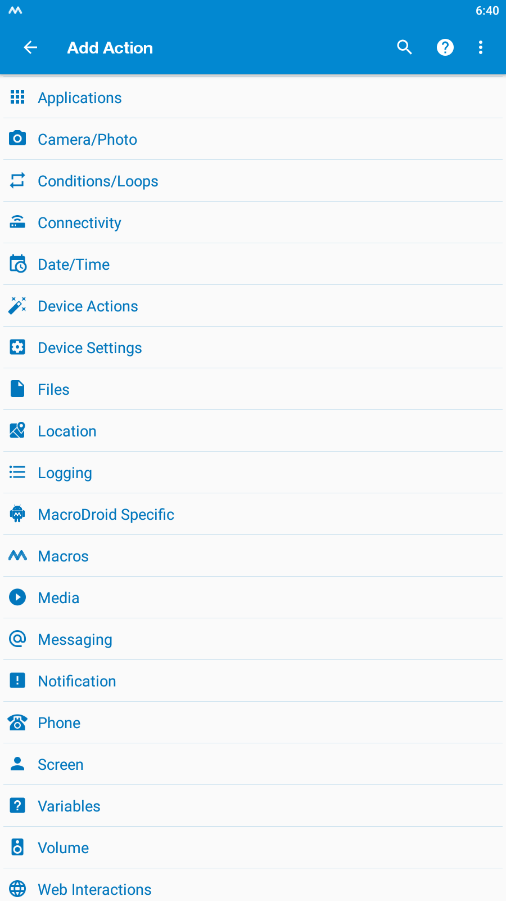 6:40
Add Action
Applications
Camera/Photo
Conditions/Loops
Connectivity
Date/Time
Device Actions
Device Settings
Files
Location
Logging
MacroDroid Specific
Macros
Media
Messaging
Notification
Phone
Screen
Variables
Volume
Web Interactions